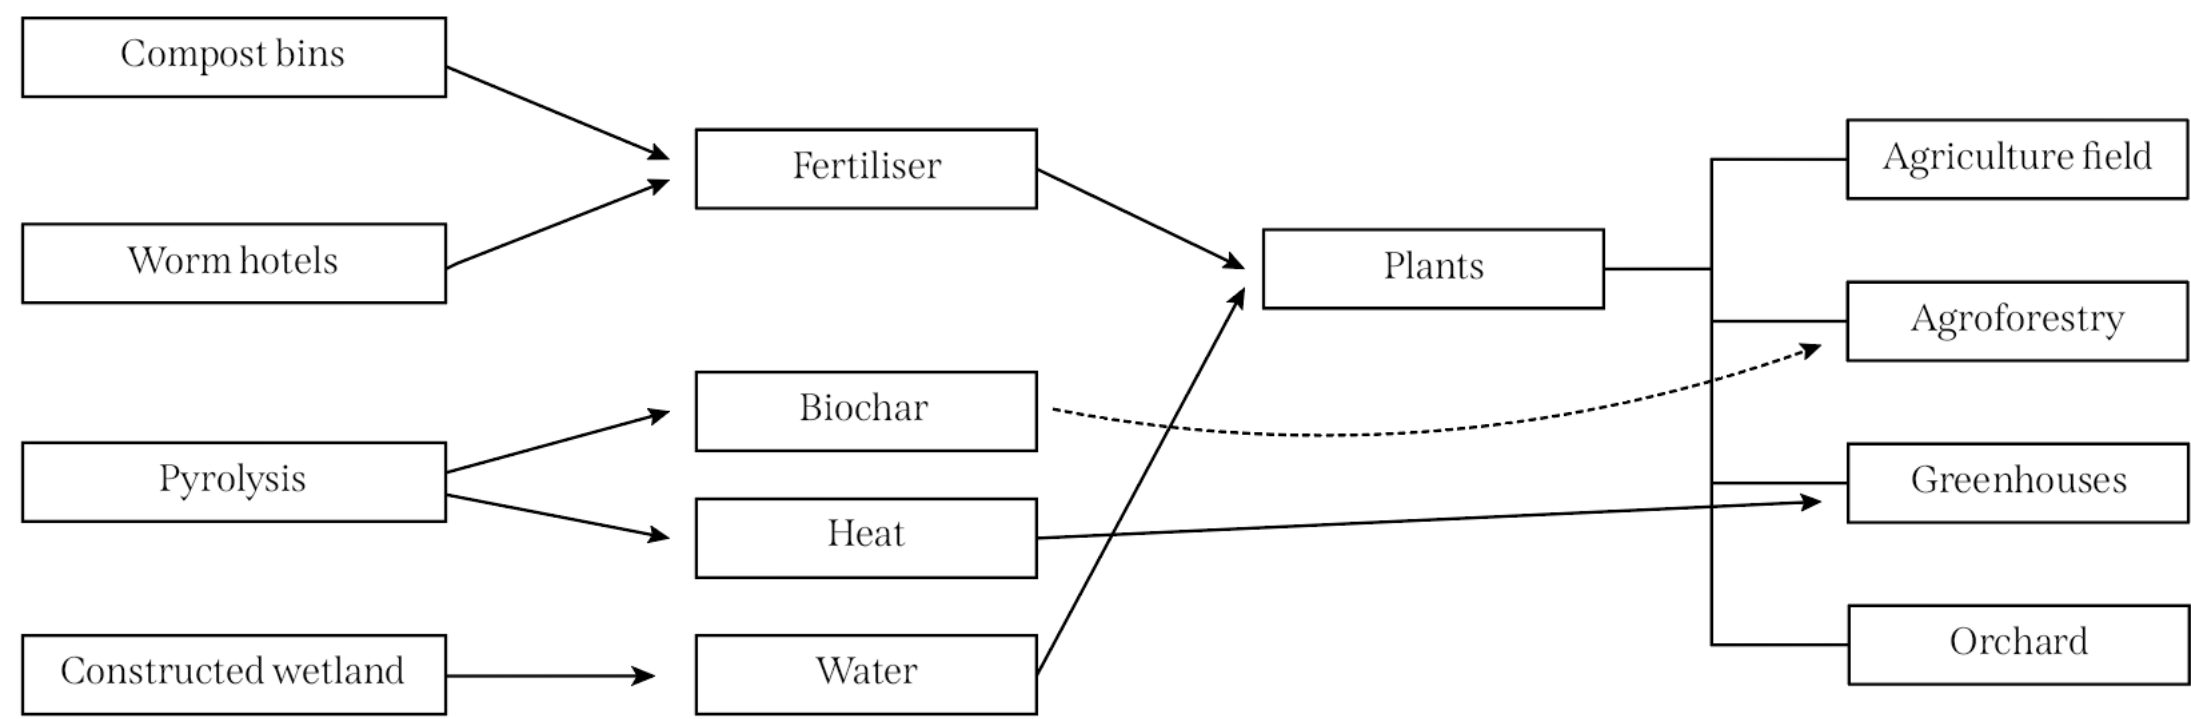 Compost bins
Worm hotels
Pyrolysis
Constructed wetland
Fertiliser
Biochar
Heat
Water
Plants
Agriculture field
Agroforestry
Greenhouses
Orchard